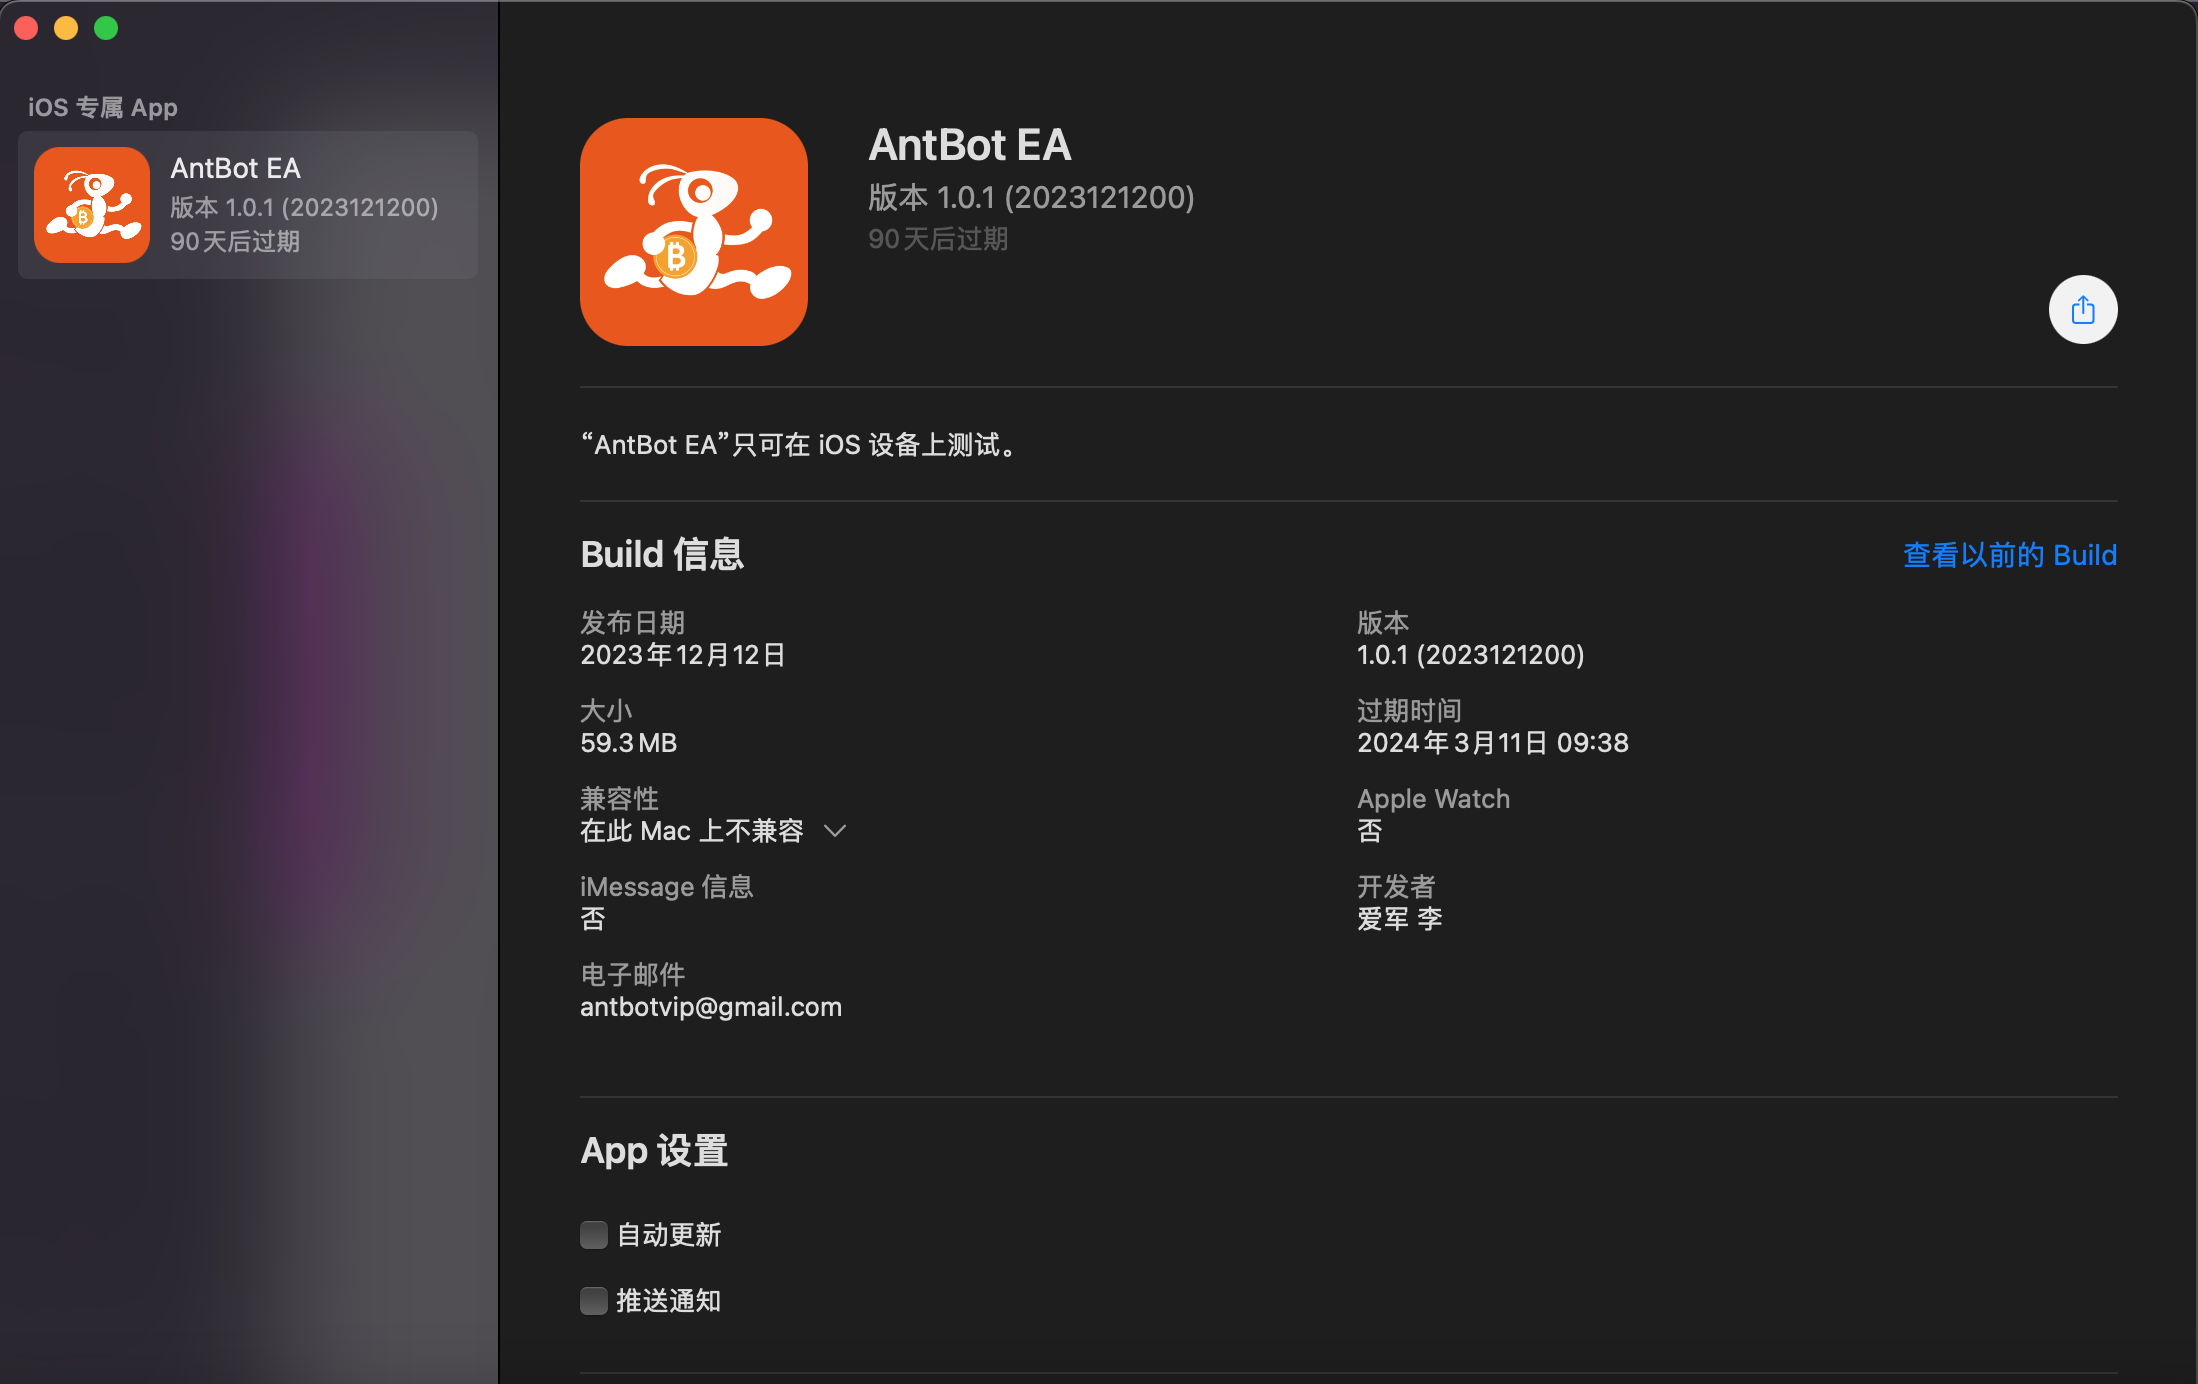 iOS 专属 App
AntBot EA
版本 1.0.1 (2023121200)
90天后过期
AntBot EA
版本 1.0.1 (2023121200)
90天后过期
“AntBot EA”只可在 iOS 设备上测试。
Build 信息
查看以前的 Build
发布日期
2023年12月12日
版本
1.0.1 (2023121200)
大小
59.3 MB
过期时间
2024年3月11日 09:38
兼容性
在此 Mac 上不兼容
Apple Watch
否
iMessage 信息
否
开发者
爱军 李
电子邮件
antbotvip@gmail.com
App 设置
自动更新
推送通知